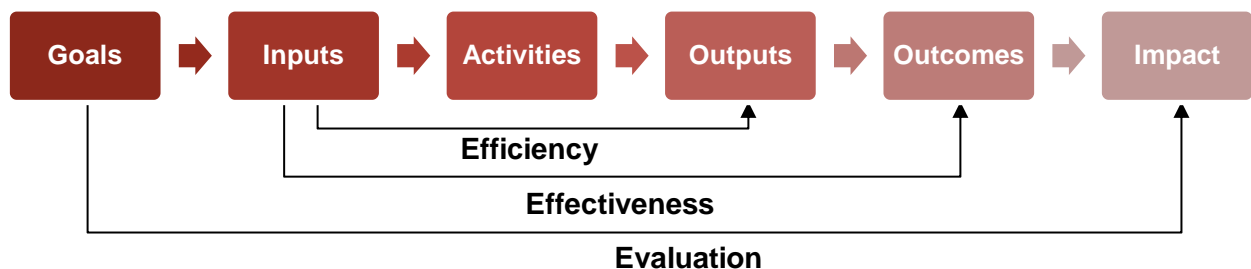 Goals
Inputs
Activities
Outputs
Outcomes
Impact
Efficiency
Effectiveness
Evaluation